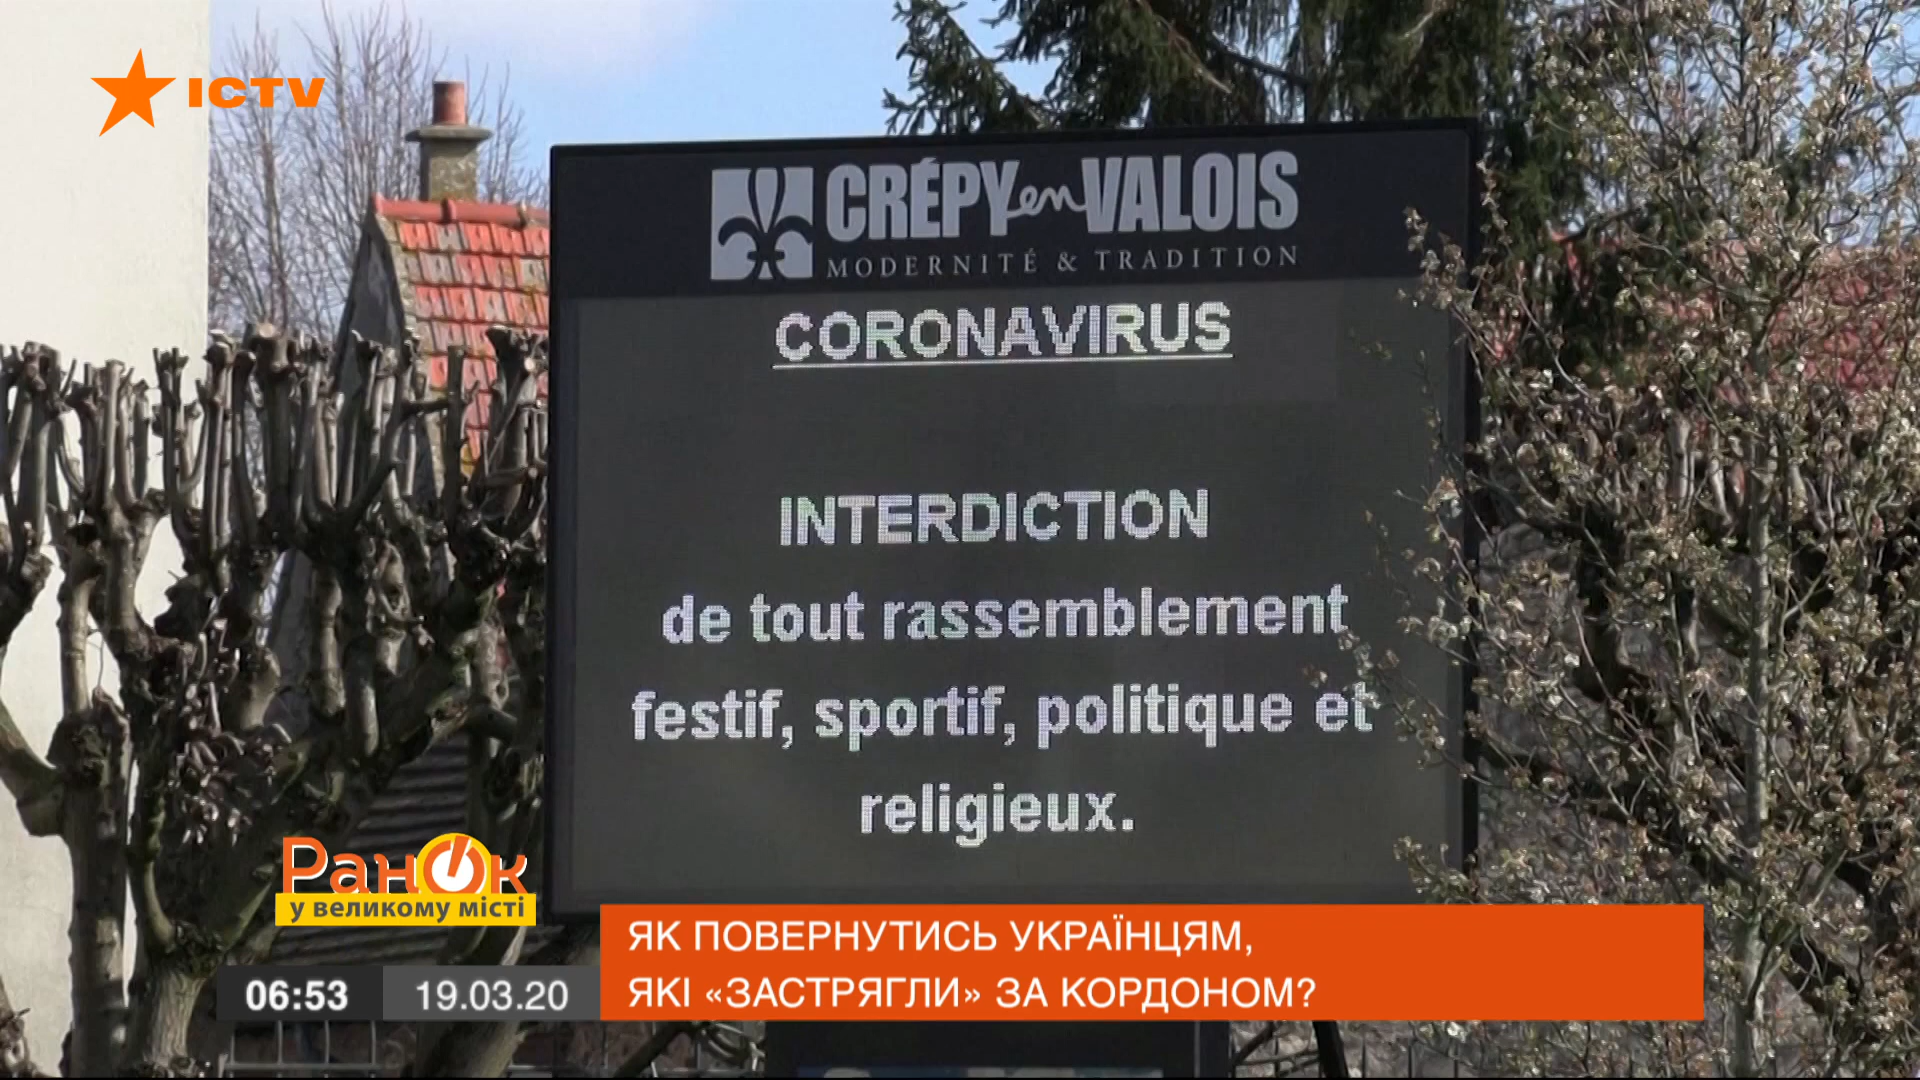 ICTV
CRÉPY en VALOIS
MODERNITÉ & TRADITION
CORONAVIRUS
INTERDICTION
de tout rassemblement
festif, sportif, politique et
religieux.
Ранок
у великому місті
ЯК ПОВЕРНУТИСЬ УКРАЇНЦЯМ,
ЯКІ «ЗАСТРЯГЛИ» ЗА КОРДОНОМ?
06:53 19.03.20